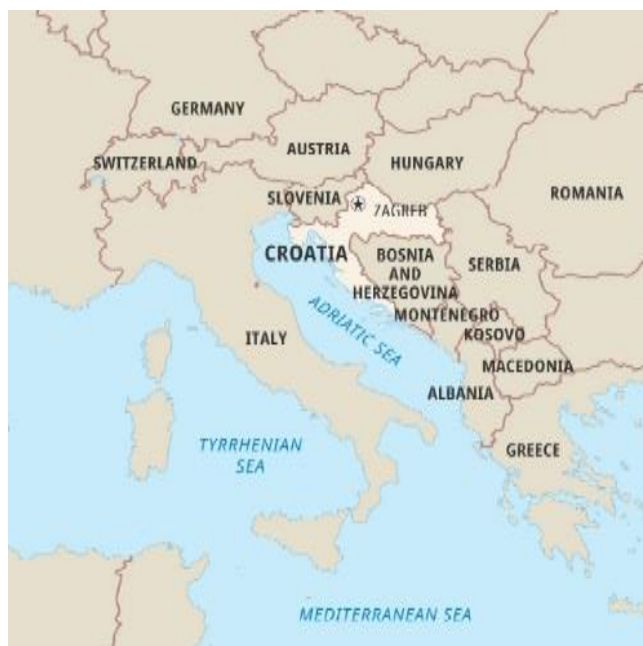 GERMANY
AUSTRIA
SWITZERLAND
HUNGARY
ROMANIA
SLOVENIA
ZAGREB
CROATIA
BOSNIA
AND
HERZEGOVINA
SERBIA
MONTENEGRO
KOSOVO
ADRIATIC SEA
ITALY
MACEDONIA
ALBANIA
TYRRHENIAN
SEA
GREECE
MEDITERRANEAN SEA